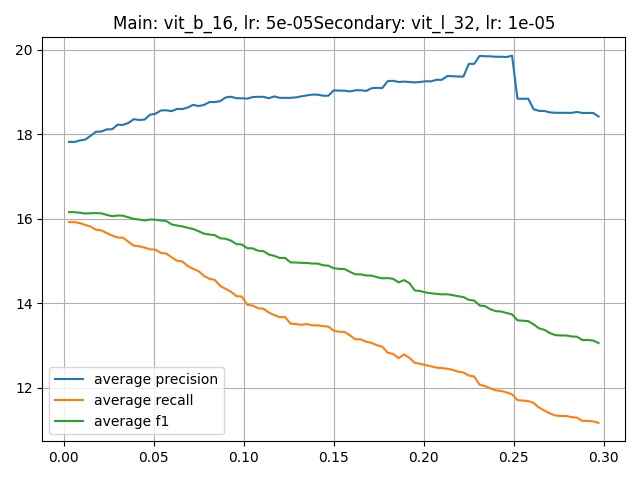 Main: vit_b_16, lr: 5e-05Secondary: vit_l_32, lr: 1e-05
20
18
16
14
12
average precision
average recall
average f1
0.00 0.05 0.10 0.15 0.20 0.25 0.30